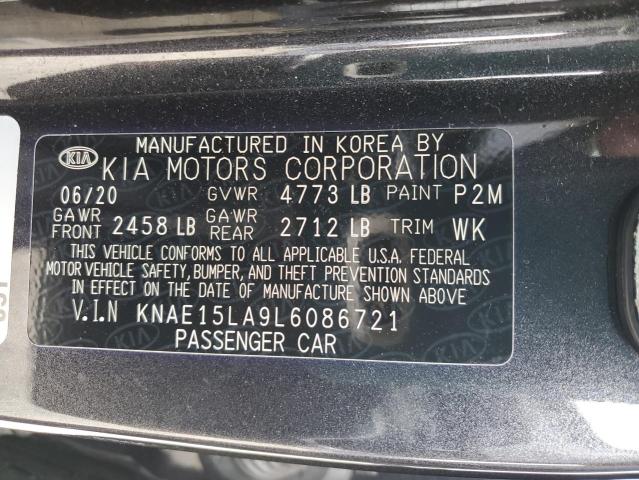 MANUFACTURED IN KOREA BY
KIA KIA MOTORS CORPORATION
06/20 GVWR 4773 LB PAINT P2M
GAWR FRONT 2458 LB GAWR REAR 2712 LB TRIM WK
THIS VEHICLE CONFORMS TO ALL APPLICABLE U.S.A. FEDERAL
MOTOR VEHICLE SAFETY, BUMPER, AND THEFT PREVENTION STANDARDS
IN EFFECT ON THE DATE OF MANUFACTURE SHOWN ABOVE
V.I.N KNAE15LA9L6086721
PASSENGER CAR